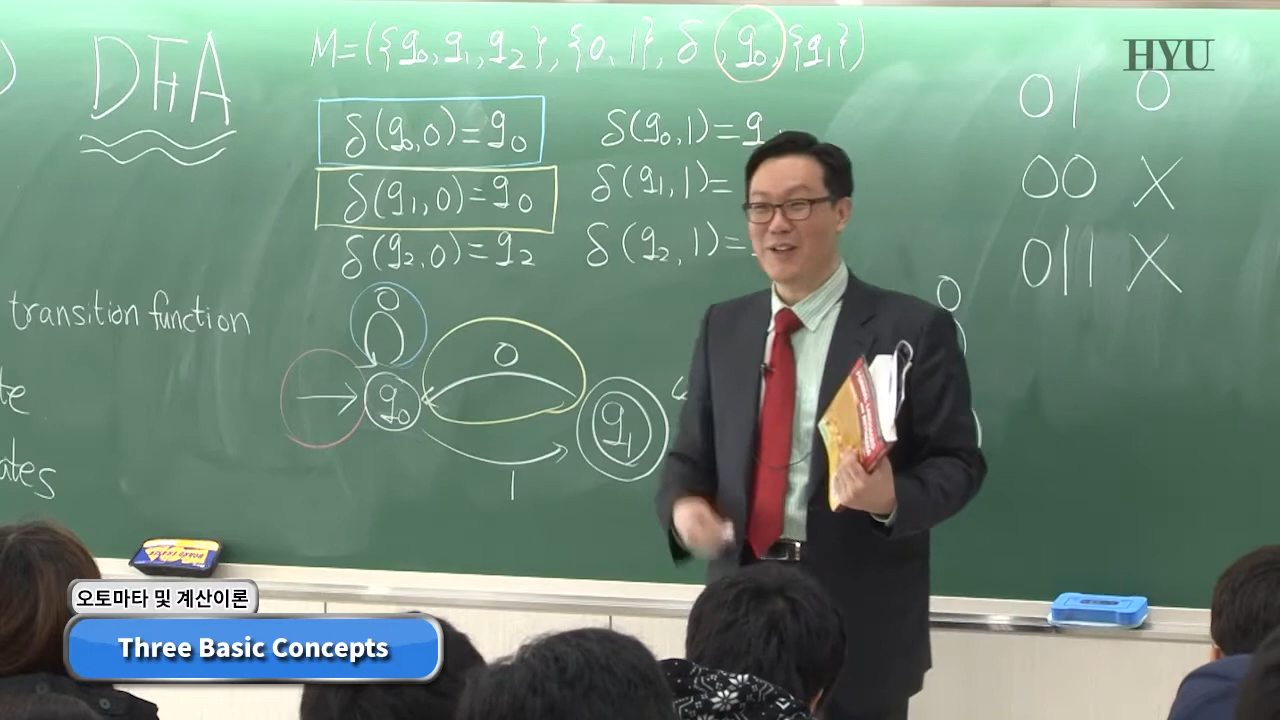 DFA
M=({q₀,q₁,q₂},{0,1},δ,q₀,{q₁})
HYU
δ(q₀,0)=q₀
δ(q₀,1)=q
δ(q₁,0)=q₀
δ(q₁,1)=
δ(q₂,0)=q₂
δ(q₂,1)=
01 0
00 X
011 X
transition function
0
q₀
0
q₁
1
0
오토마타 및 계산이론
Three Basic Concepts